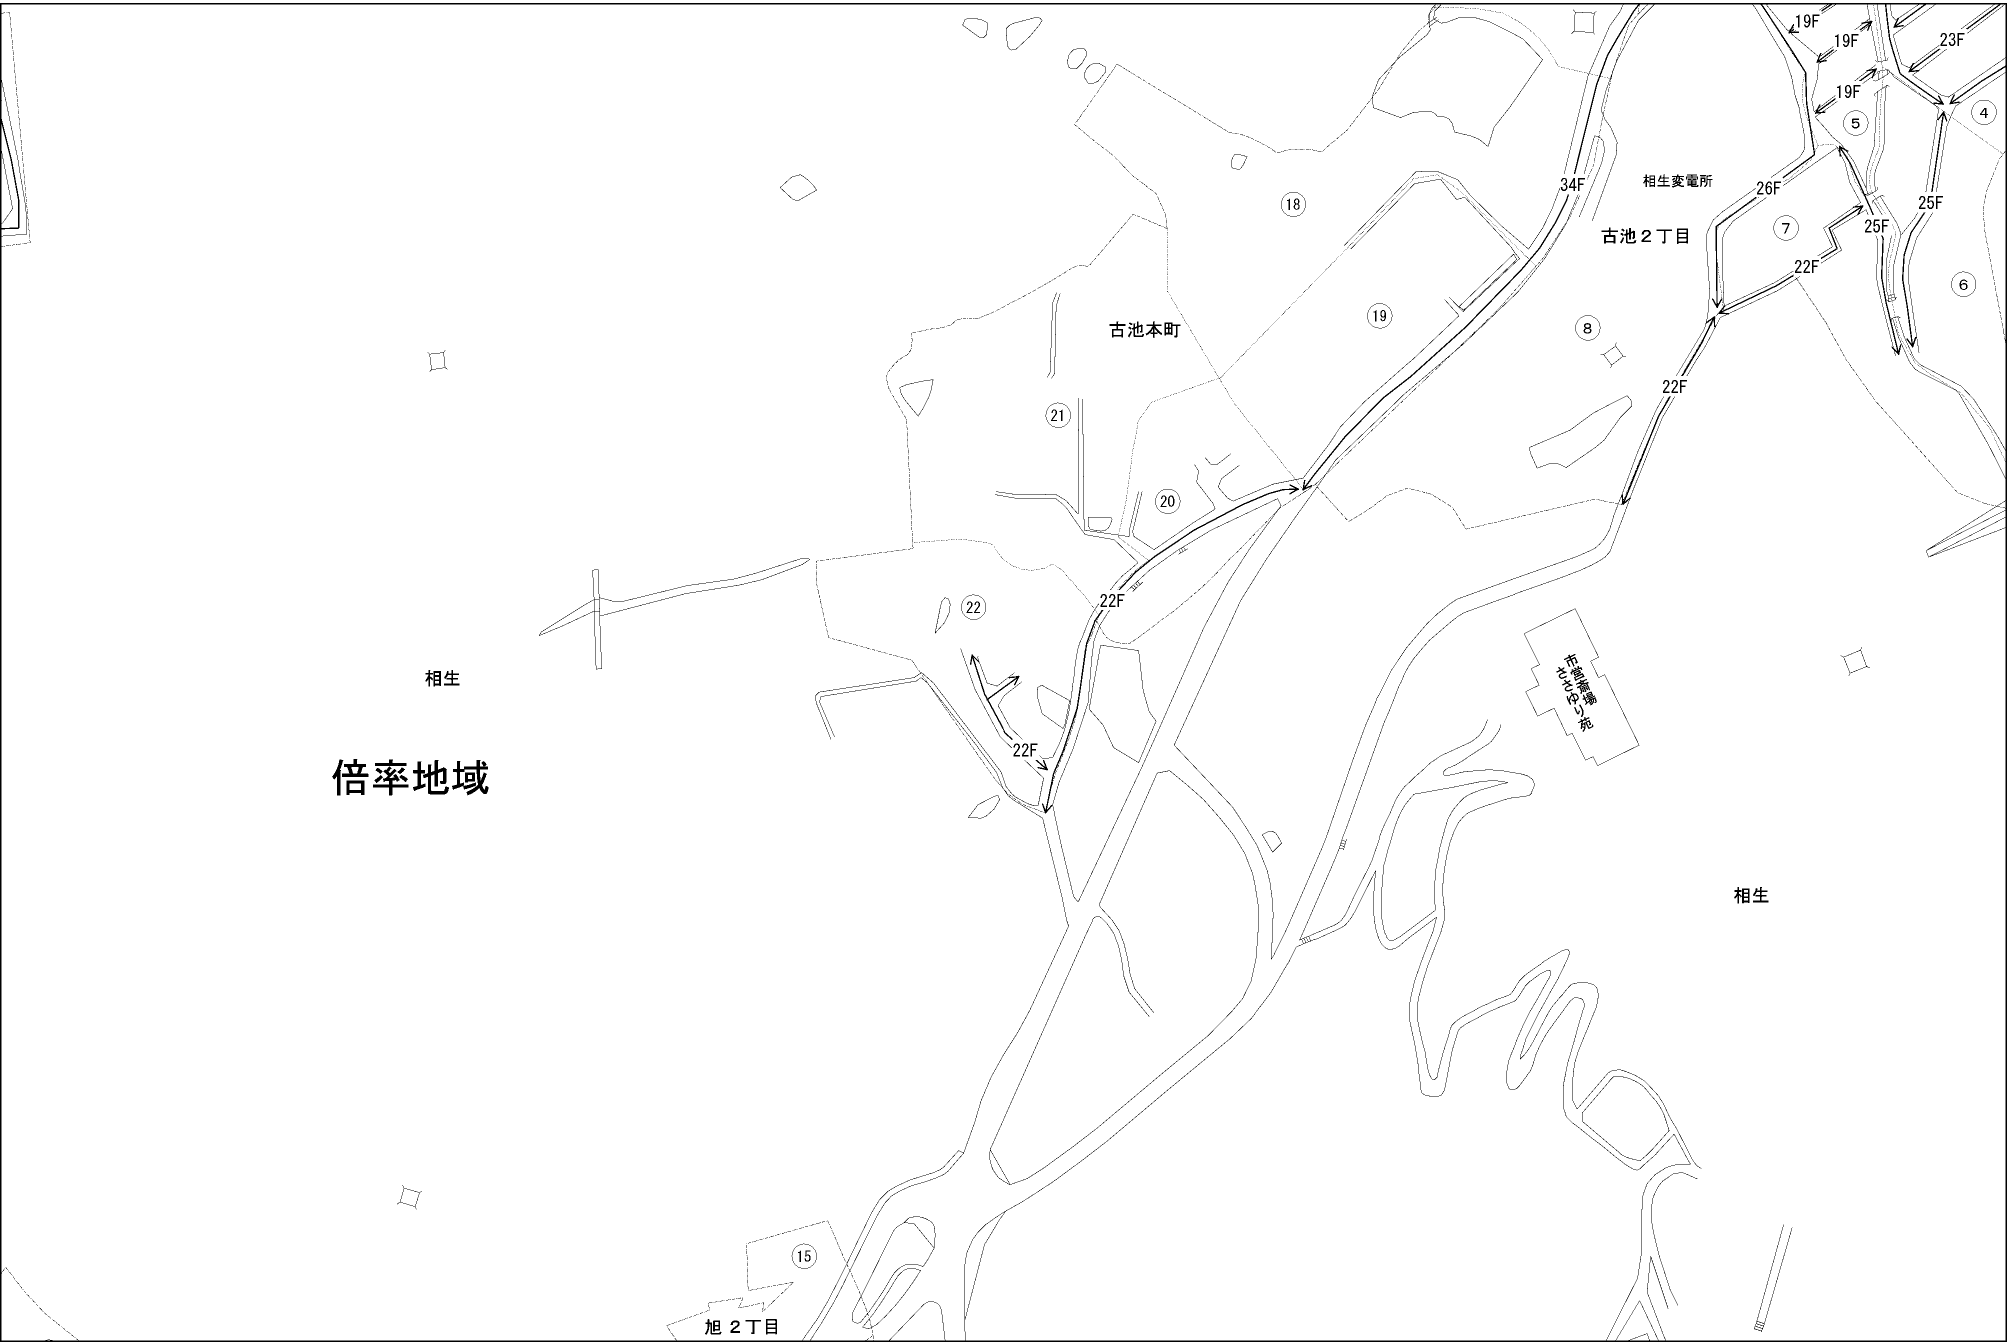 19F
19F
23F
19F
④
⑤
34F
相生変電所
26F
⑱
25F
25F
⑦
古池２丁目
22F
⑥
⑲
古池本町
⑧
22F
㉑
⑳
22F
㉒
相生
市営斎場
ささゆり苑
22F
倍率地域
相生
⑮
旭２丁目